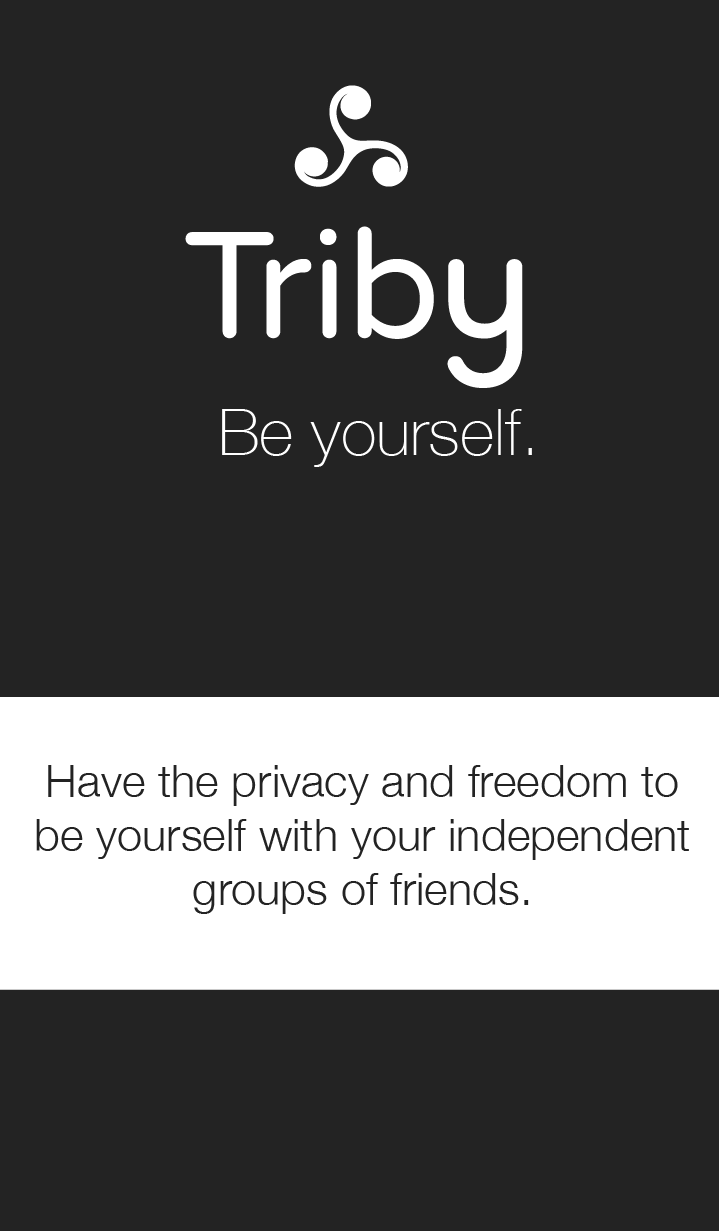 Triby
Be yourself.
Have the privacy and freedom to
be yourself with your independent
groups of friends.